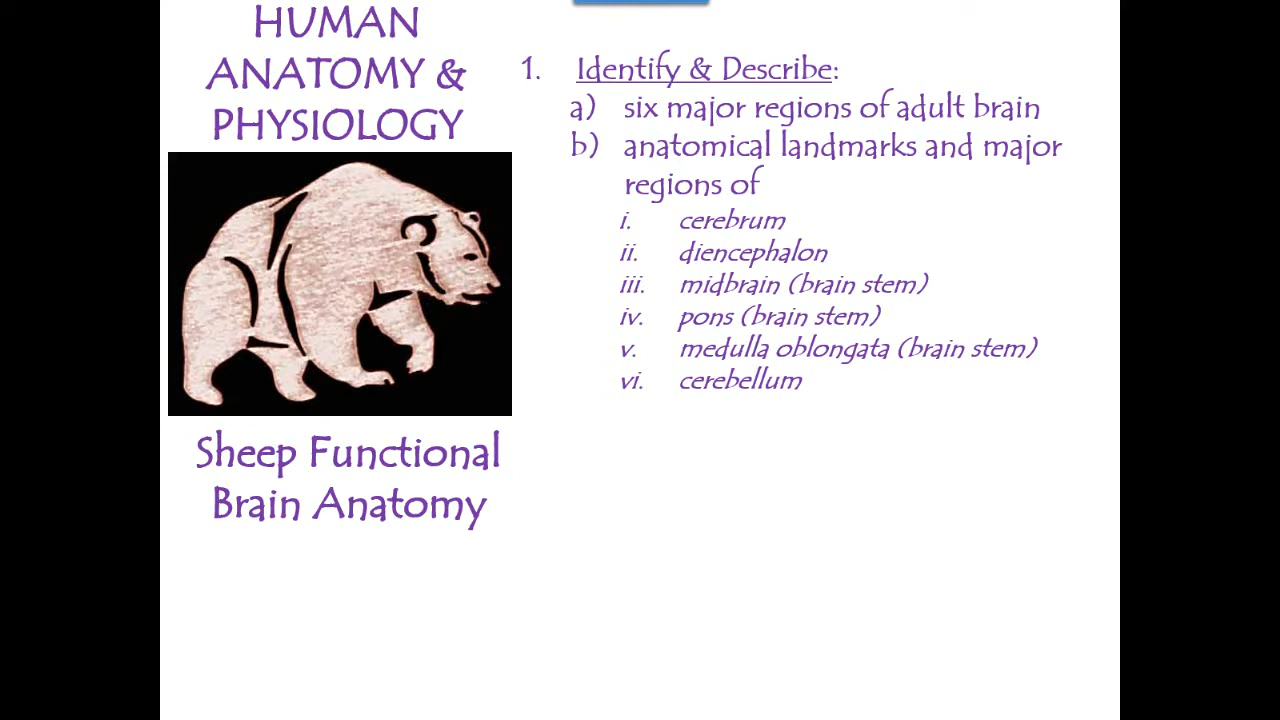 HUMAN
ANATOMY &
PHYSIOLOGY
Sheep Functional
Brain Anatomy
1. Identify & Describe:
a) six major regions of adult brain
b) anatomical landmarks and major
regions of
i. cerebrum
ii. diencephalon
iii. midbrain (brain stem)
iv. pons (brain stem)
v. medulla oblongata (brain stem)
vi. cerebellum